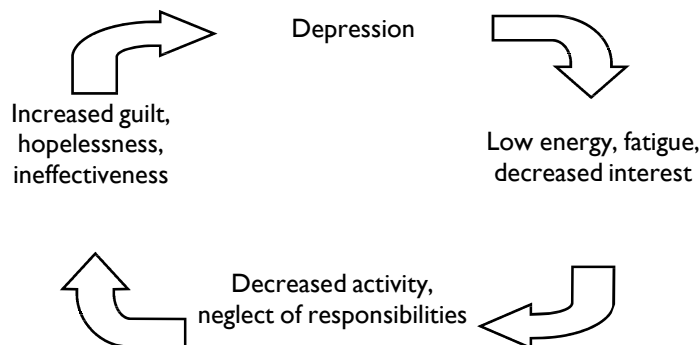 Depression
Low energy, fatigue,
decreased interest
Decreased activity,
neglect of responsibilities
Increased guilt,
hopelessness,
ineffectiveness